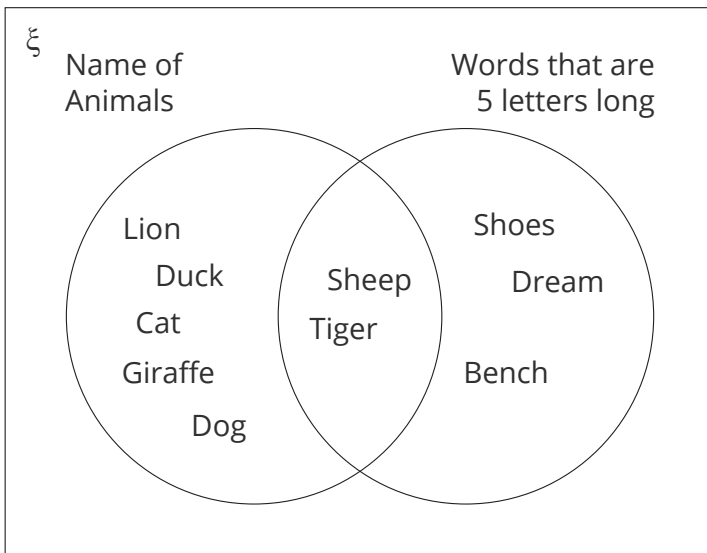 ξ
Name of
Animals
Words that are
5 letters long
Lion
Duck
Cat
Giraffe
Dog
Sheep
Tiger
Shoes
Dream
Bench